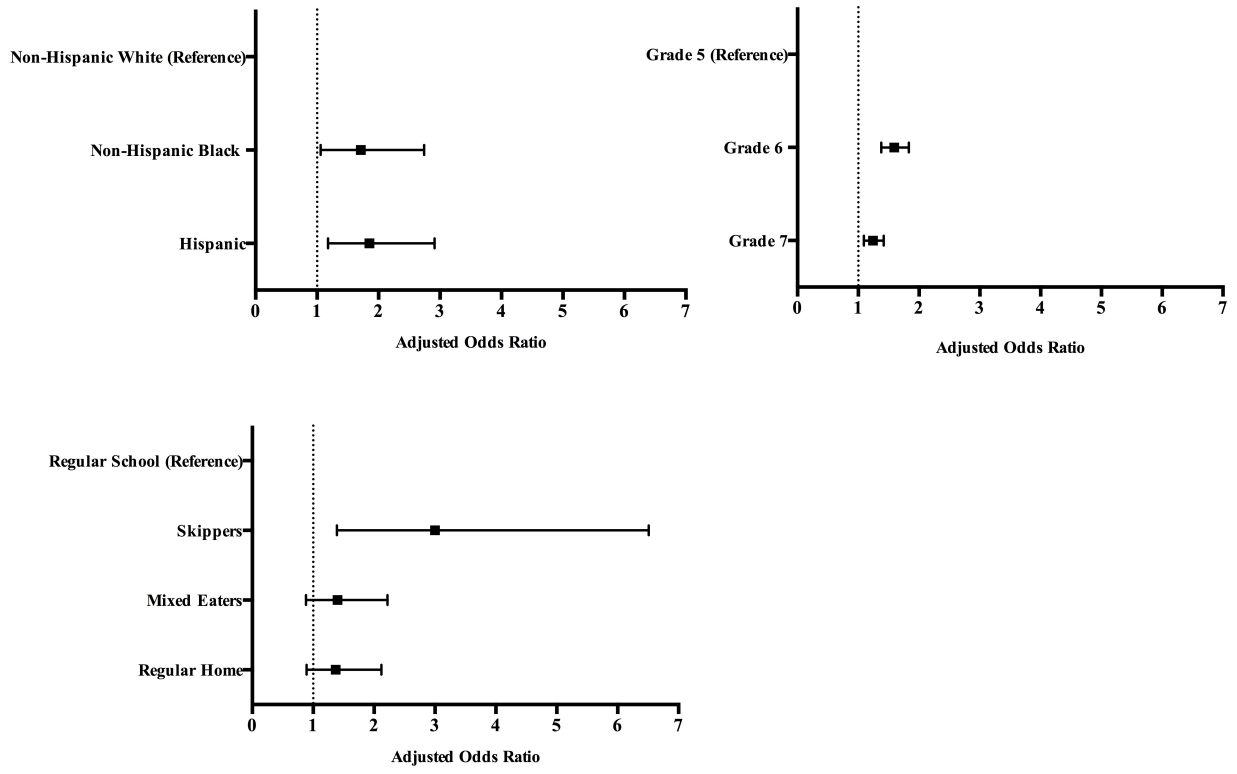 Non-Hispanic White (Reference)
Non-Hispanic Black
Hispanic
0 1 2 3 4 5 6 7
Adjusted Odds Ratio
Grade 5 (Reference)
Grade 6
Grade 7
0 1 2 3 4 5 6 7
Adjusted Odds Ratio
Regular School (Reference)
Skippers
Mixed Eaters
Regular Home
0 1 2 3 4 5 6 7
Adjusted Odds Ratio